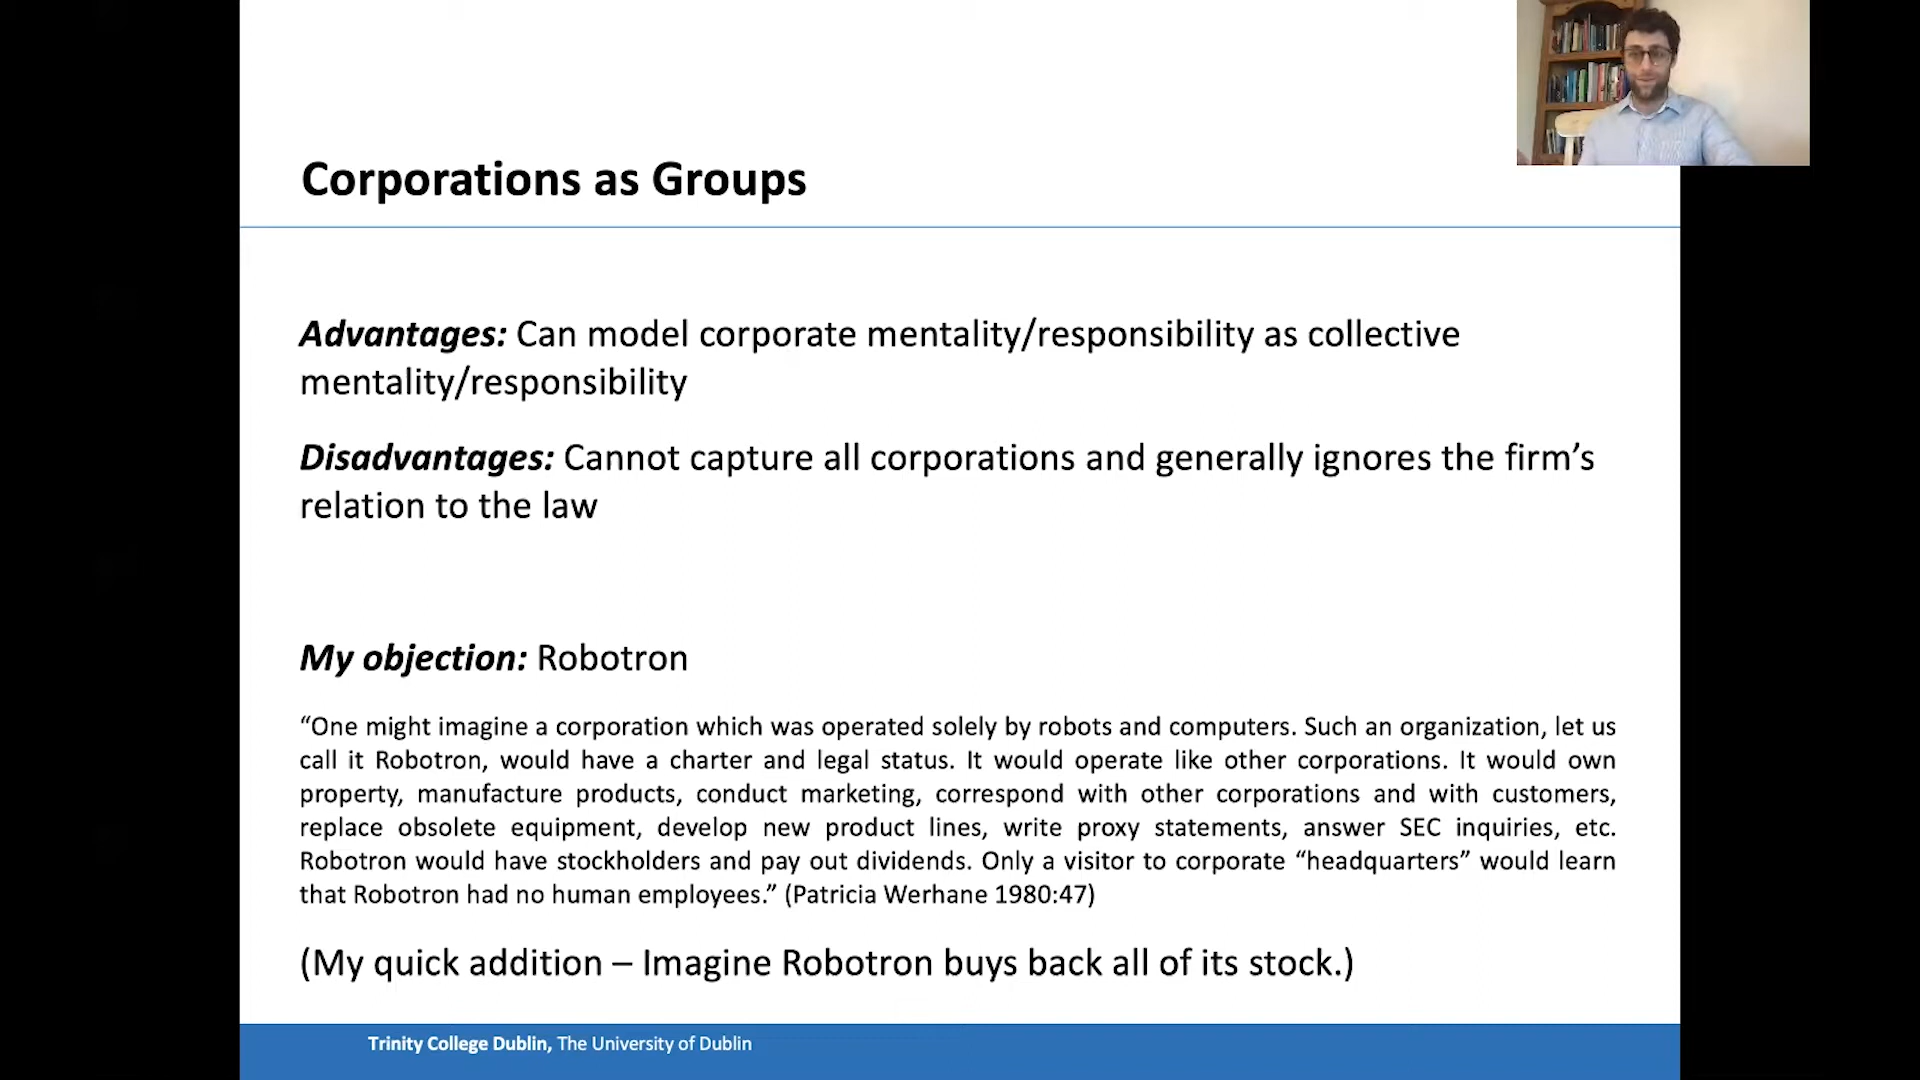 Corporations as Groups
Advantages: Can model corporate mentality/responsibility as collective
mentality/responsibility
Disadvantages: Cannot capture all corporations and generally ignores the firm’s
relation to the law
My objection: Robotron
“One might imagine a corporation which was operated solely by robots and computers. Such an organization, let us
call it Robotron, would have a charter and legal status. It would operate like other corporations. It would own
property, manufacture products, conduct marketing, correspond with other corporations and with customers,
replace obsolete equipment, develop new product lines, write proxy statements, answer SEC inquiries, etc.
Robotron would have stockholders and pay out dividends. Only a visitor to corporate “headquarters” would learn
that Robotron had no human employees.” (Patricia Werhane 1980:47)
(My quick addition – Imagine Robotron buys back all of its stock.)
Trinity College Dublin, The University of Dublin